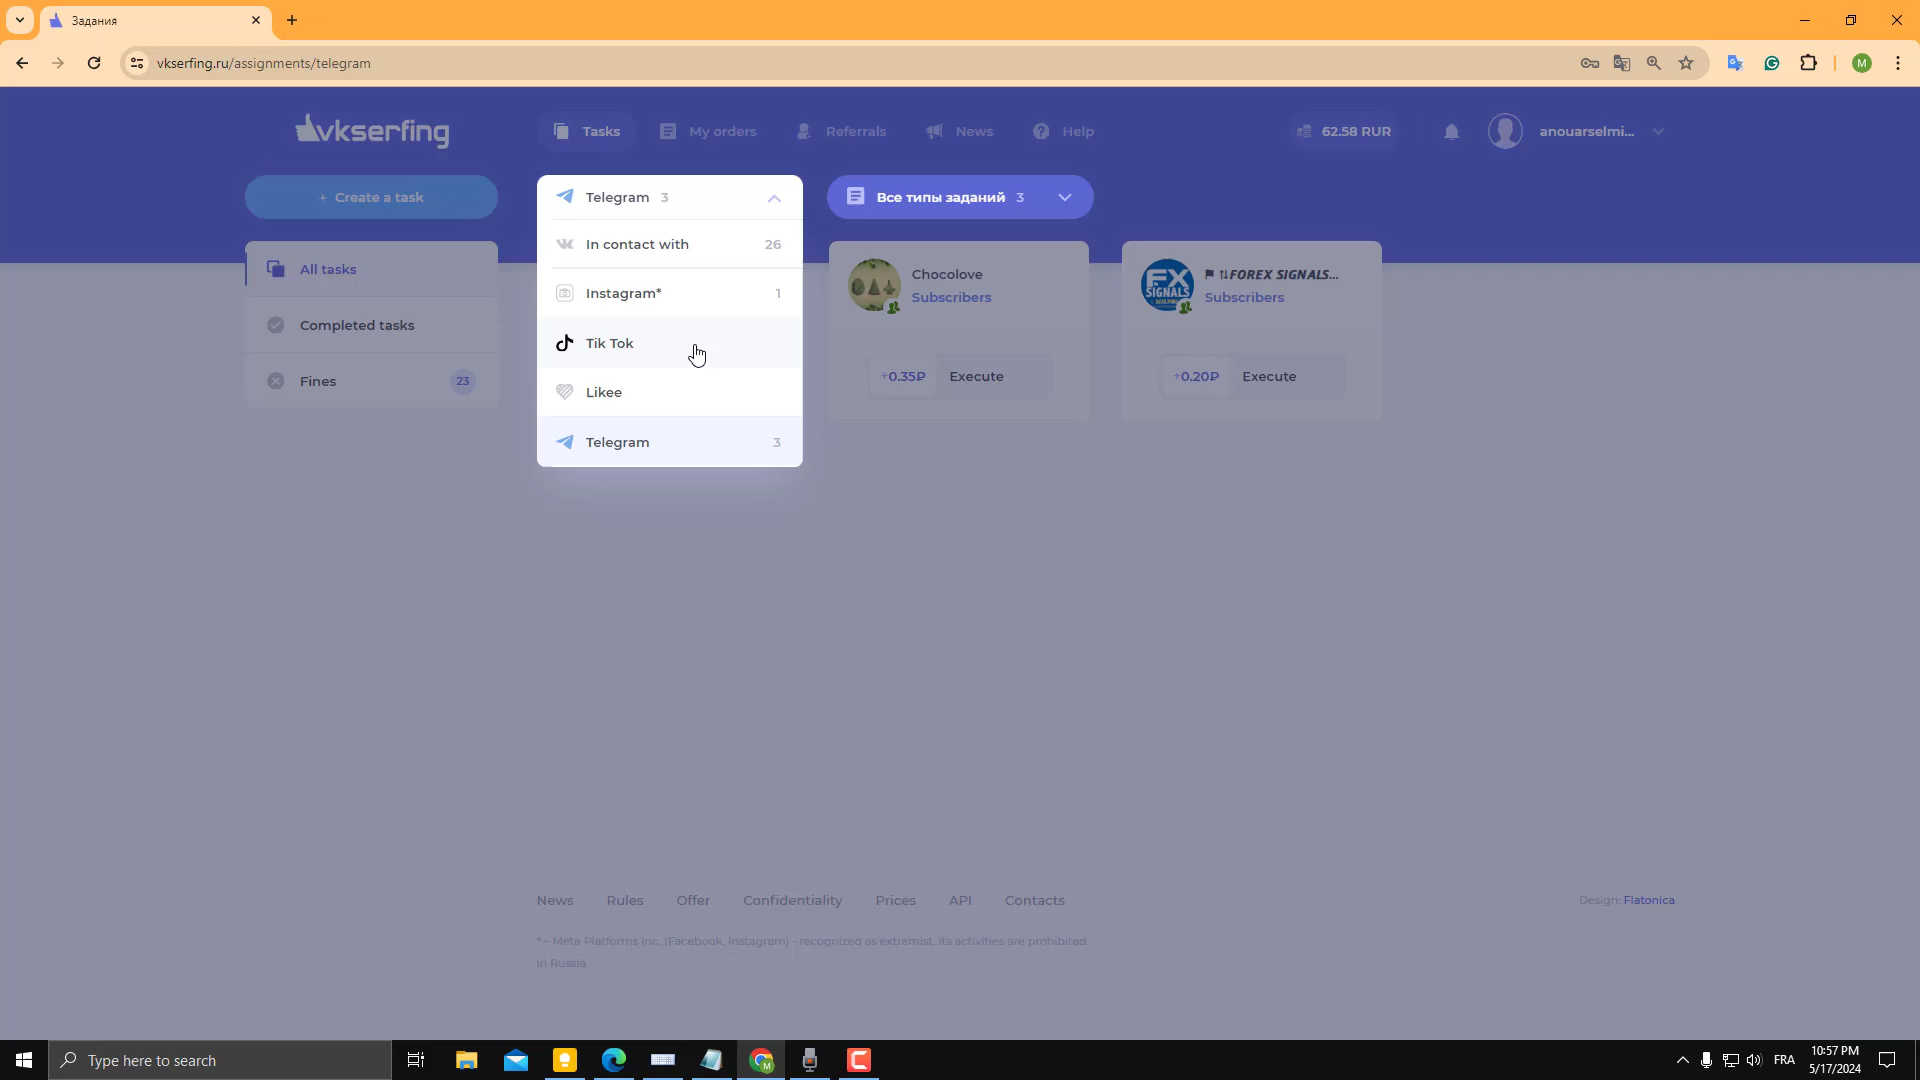 Задания
vkserfing.ru/assignments/telegram
M
vkserfing
Tasks
My orders
Referrals
News
Help
62.58 RUR
anouarselmi...
+ Create a task
Telegram 3
Все типы заданий 3
In contact with 26
Instagram* 1
Tik Tok
Likee
Telegram 3
All tasks
Completed tasks
Fines 23
Chocolove
Subscribers
+0.35₽ Execute
FX
SIGNALS
⚑ ⇅FOREX SIGNALS...
Subscribers
+0.20₽ Execute
News Rules Offer Confidentiality Prices API Contacts
Design: Flatonica
* – Meta Platforms Inc. (Facebook, Instagram) - recognized as extremist, its activities are prohibited
in Russia.
Type here to search
M
FRA
10:57 PM
5/17/2024